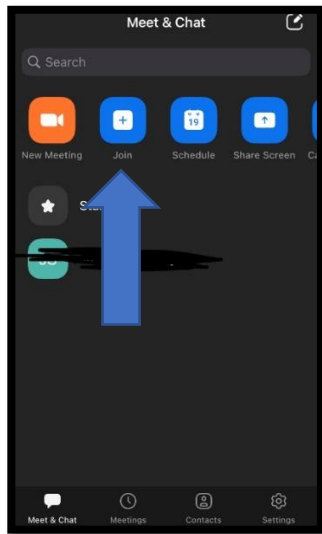 Meet & Chat
Search
New Meeting
Join
19
Schedule
Share Screen
Meet & Chat
Meetings
Contacts
Settings